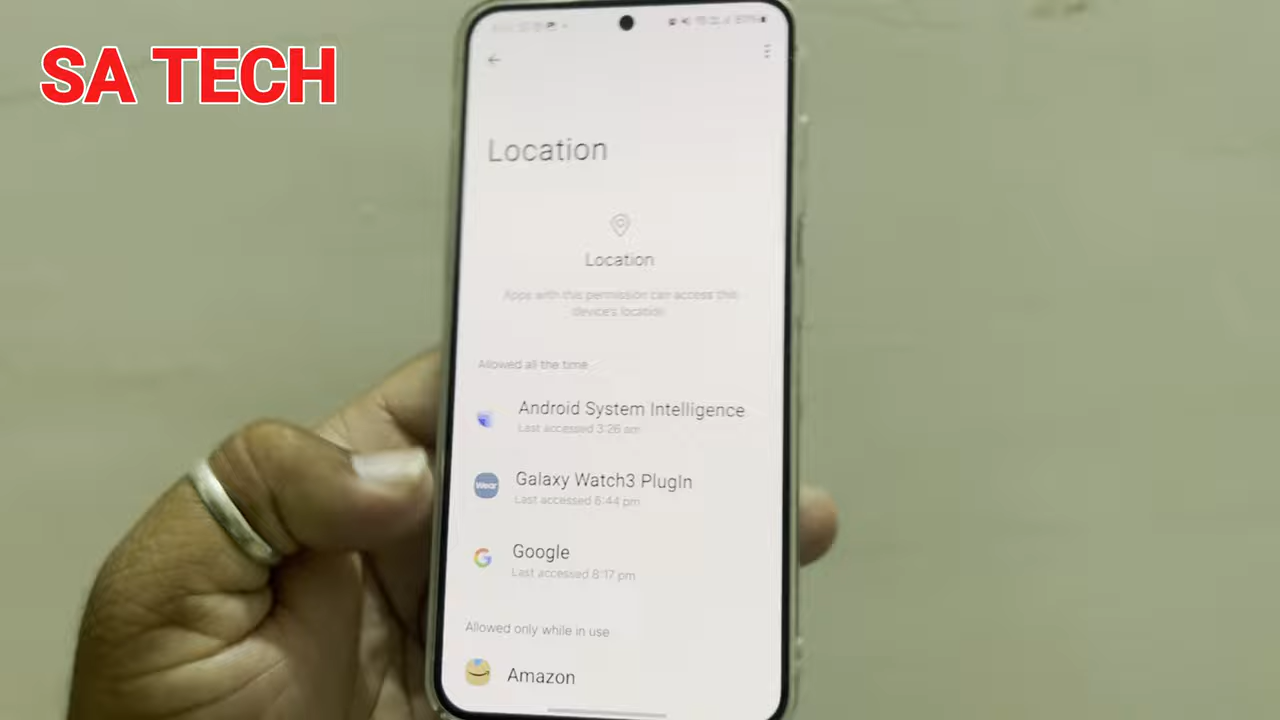 SA TECH
Location
Location
Apps with this permission can access this
device's location
Allowed all the time
Android System Intelligence
Last accessed 3:26 am
Wear
Galaxy Watch3 PlugIn
Last accessed 6:44 pm
Google
Last accessed 8:17 pm
Allowed only while in use
Amazon